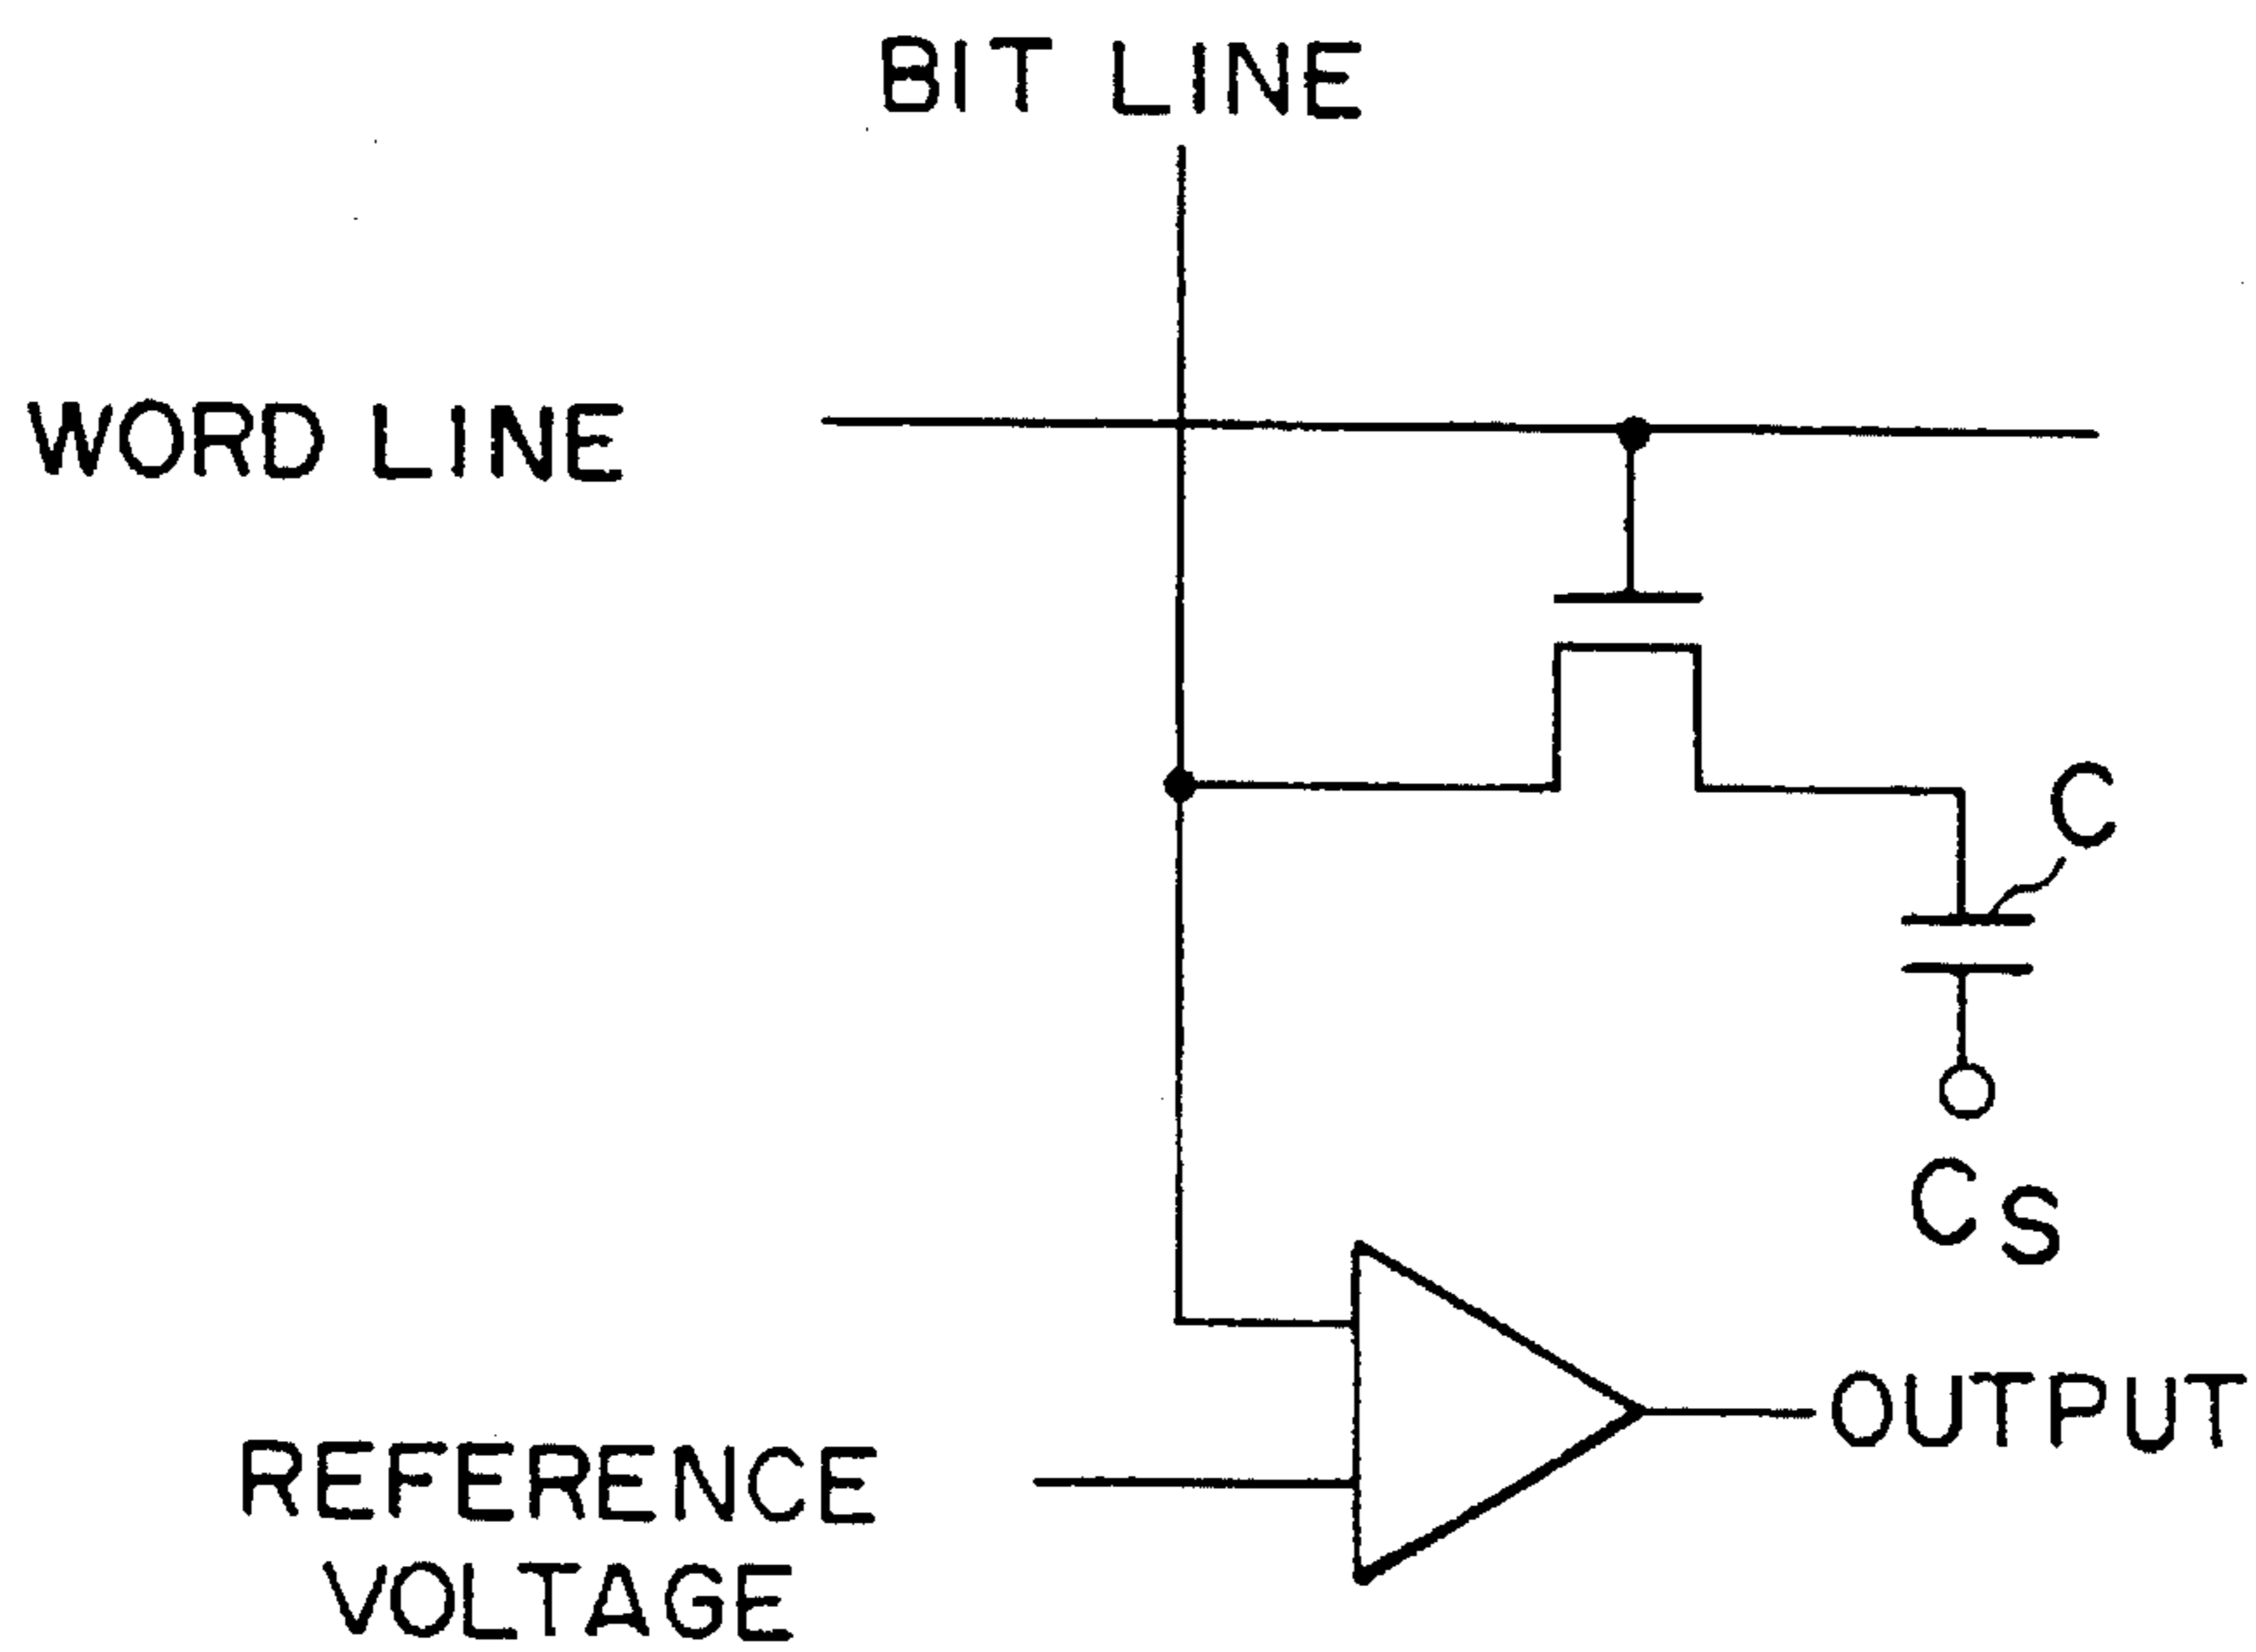 BIT LINE
WORD LINE
C
CS
OUTPUT
REFERENCE
VOLTAGE